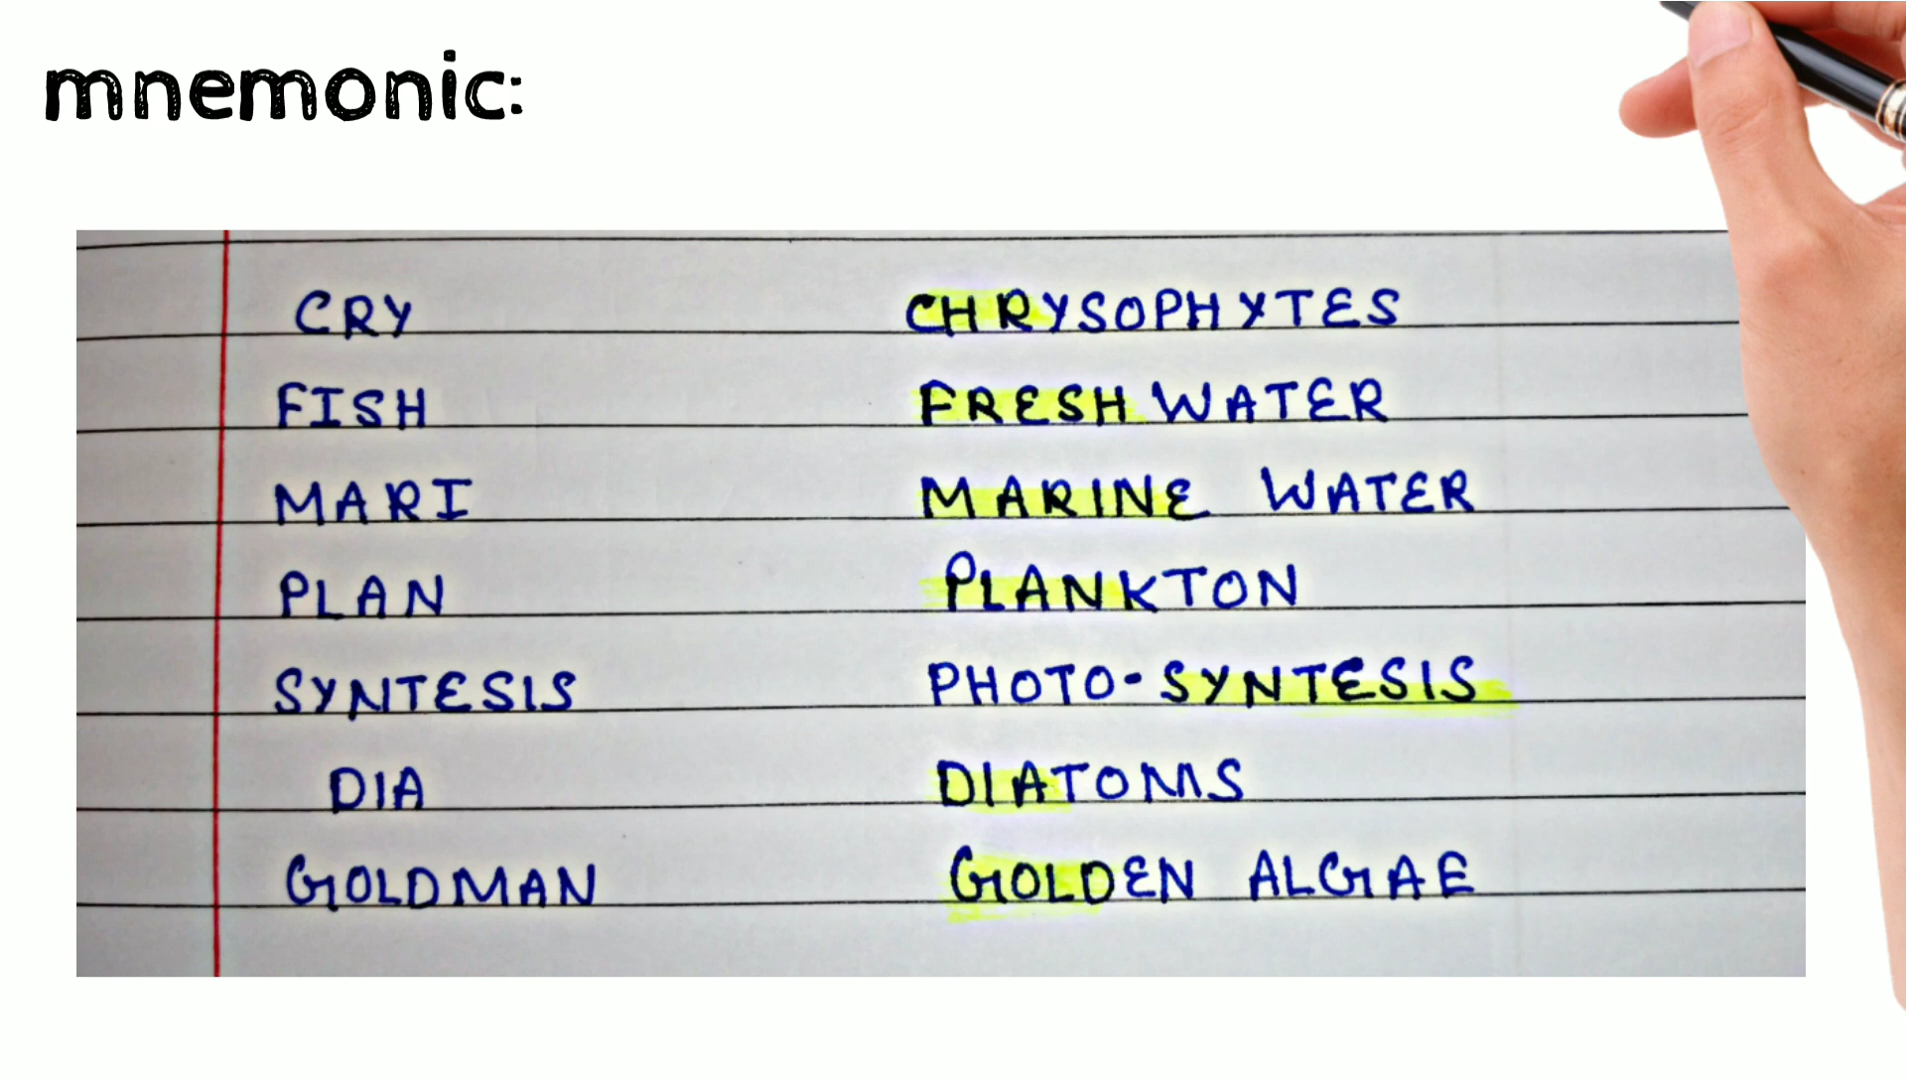 mnemonic:
CRY CHRYSOPHYTES
FISH FRESH WATER
MARI MARINE WATER
PLAN PLANKTON
SYNTESIS PHOTO-SYNTESIS
DIA DIATOMS
GOLDMAN GOLDEN ALGAE